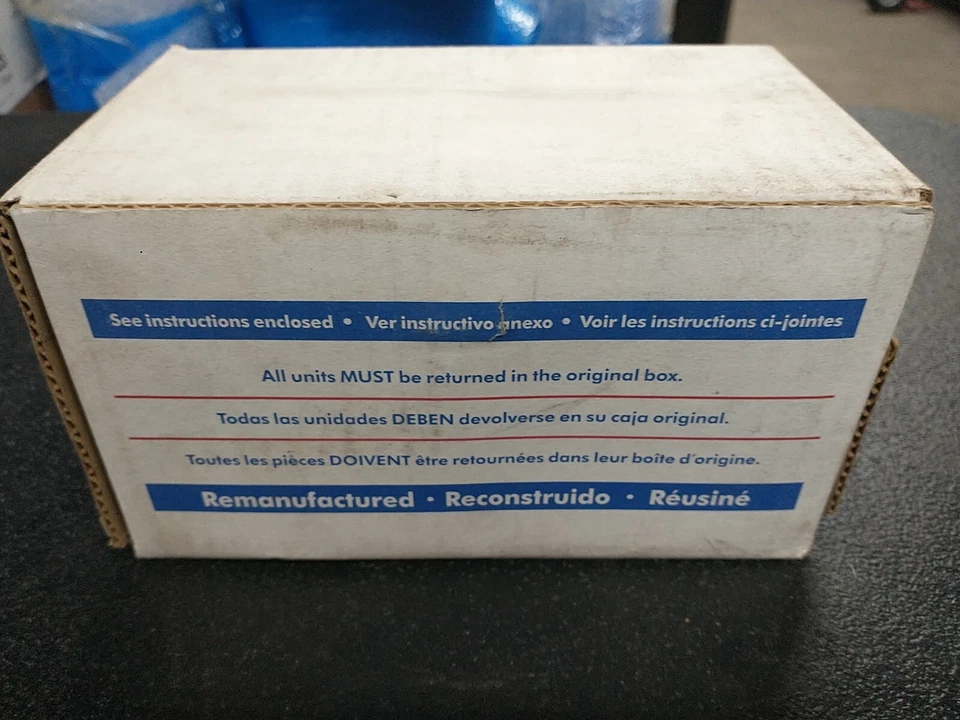 See instructions enclosed • Ver instructivo anexo • Voir les instructions ci-jointes
All units MUST be returned in the original box.
Todas las unidades DEBEN devolverse en su caja original.
Toutes les pièces DOIVENT être retournées dans leur boîte d'origine.
Remanufactured • Reconstruido • Réusiné